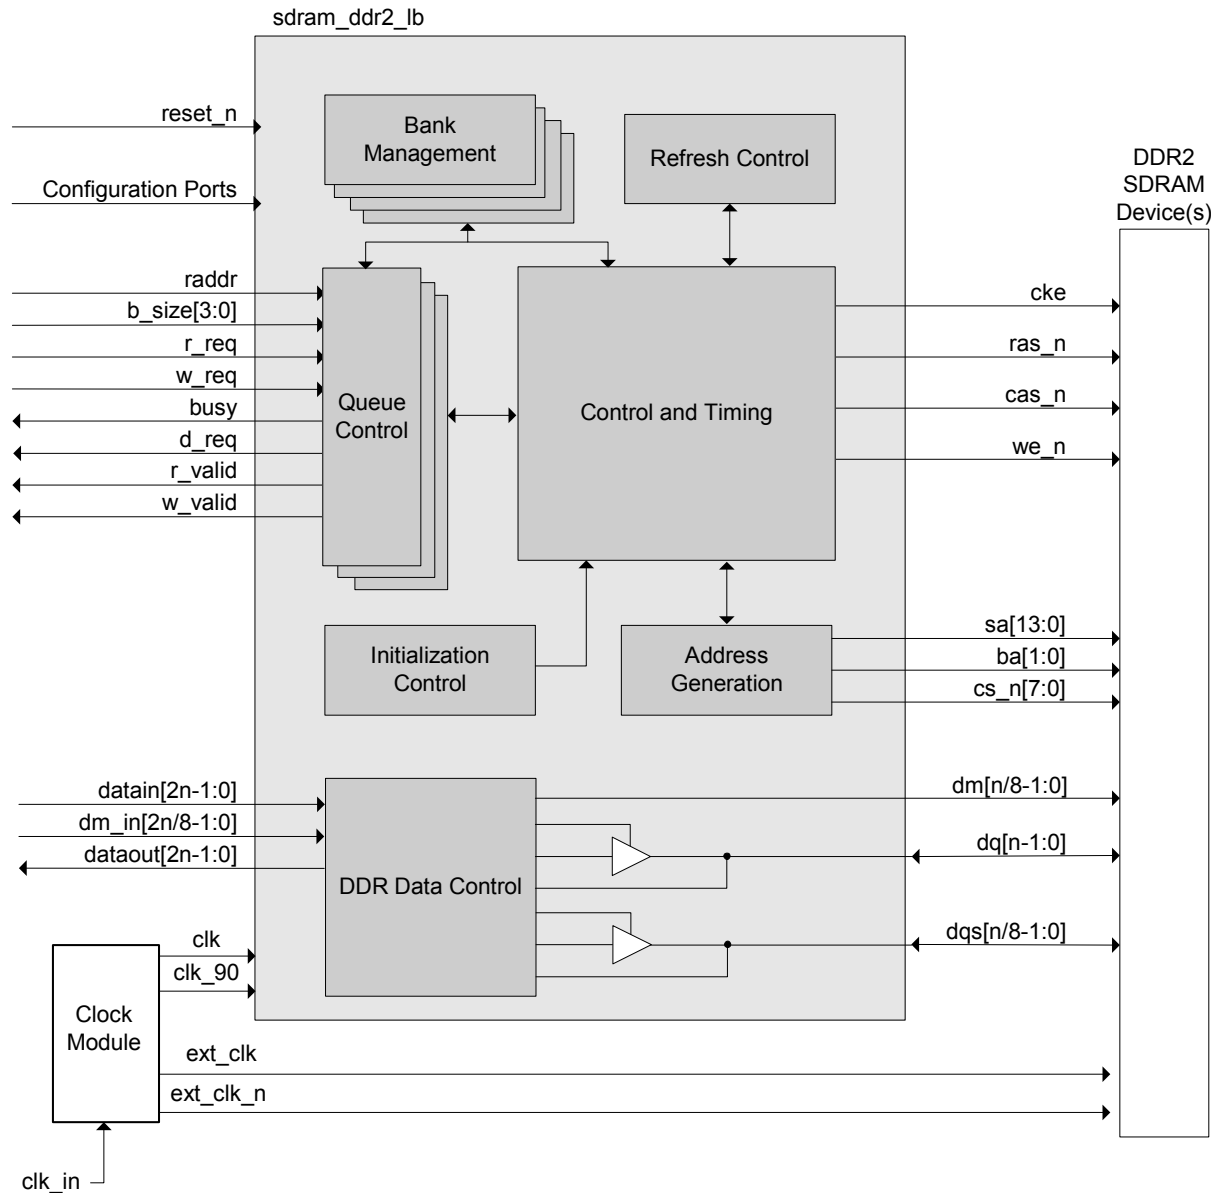 sdram_ddr2_lb
reset_n
Bank
Management
Refresh Control
DDR2
SDRAM
Device(s)
Configuration Ports
raddr
b_size[3:0]
r_req
w_req
busy
d_req
r_valid
w_valid
Queue
Control
Control and Timing
cke
ras_n
cas_n
we_n
Initialization
Control
Address
Generation
sa[13:0]
ba[1:0]
cs_n[7:0]
datain[2n-1:0]
dm_in[2n/8-1:0]
dataout[2n-1:0]
DDR Data Control
dm[n/8-1:0]
dq[n-1:0]
dqs[n/8-1:0]
clk
clk_90
Clock
Module
ext_clk
ext_clk_n
clk_in